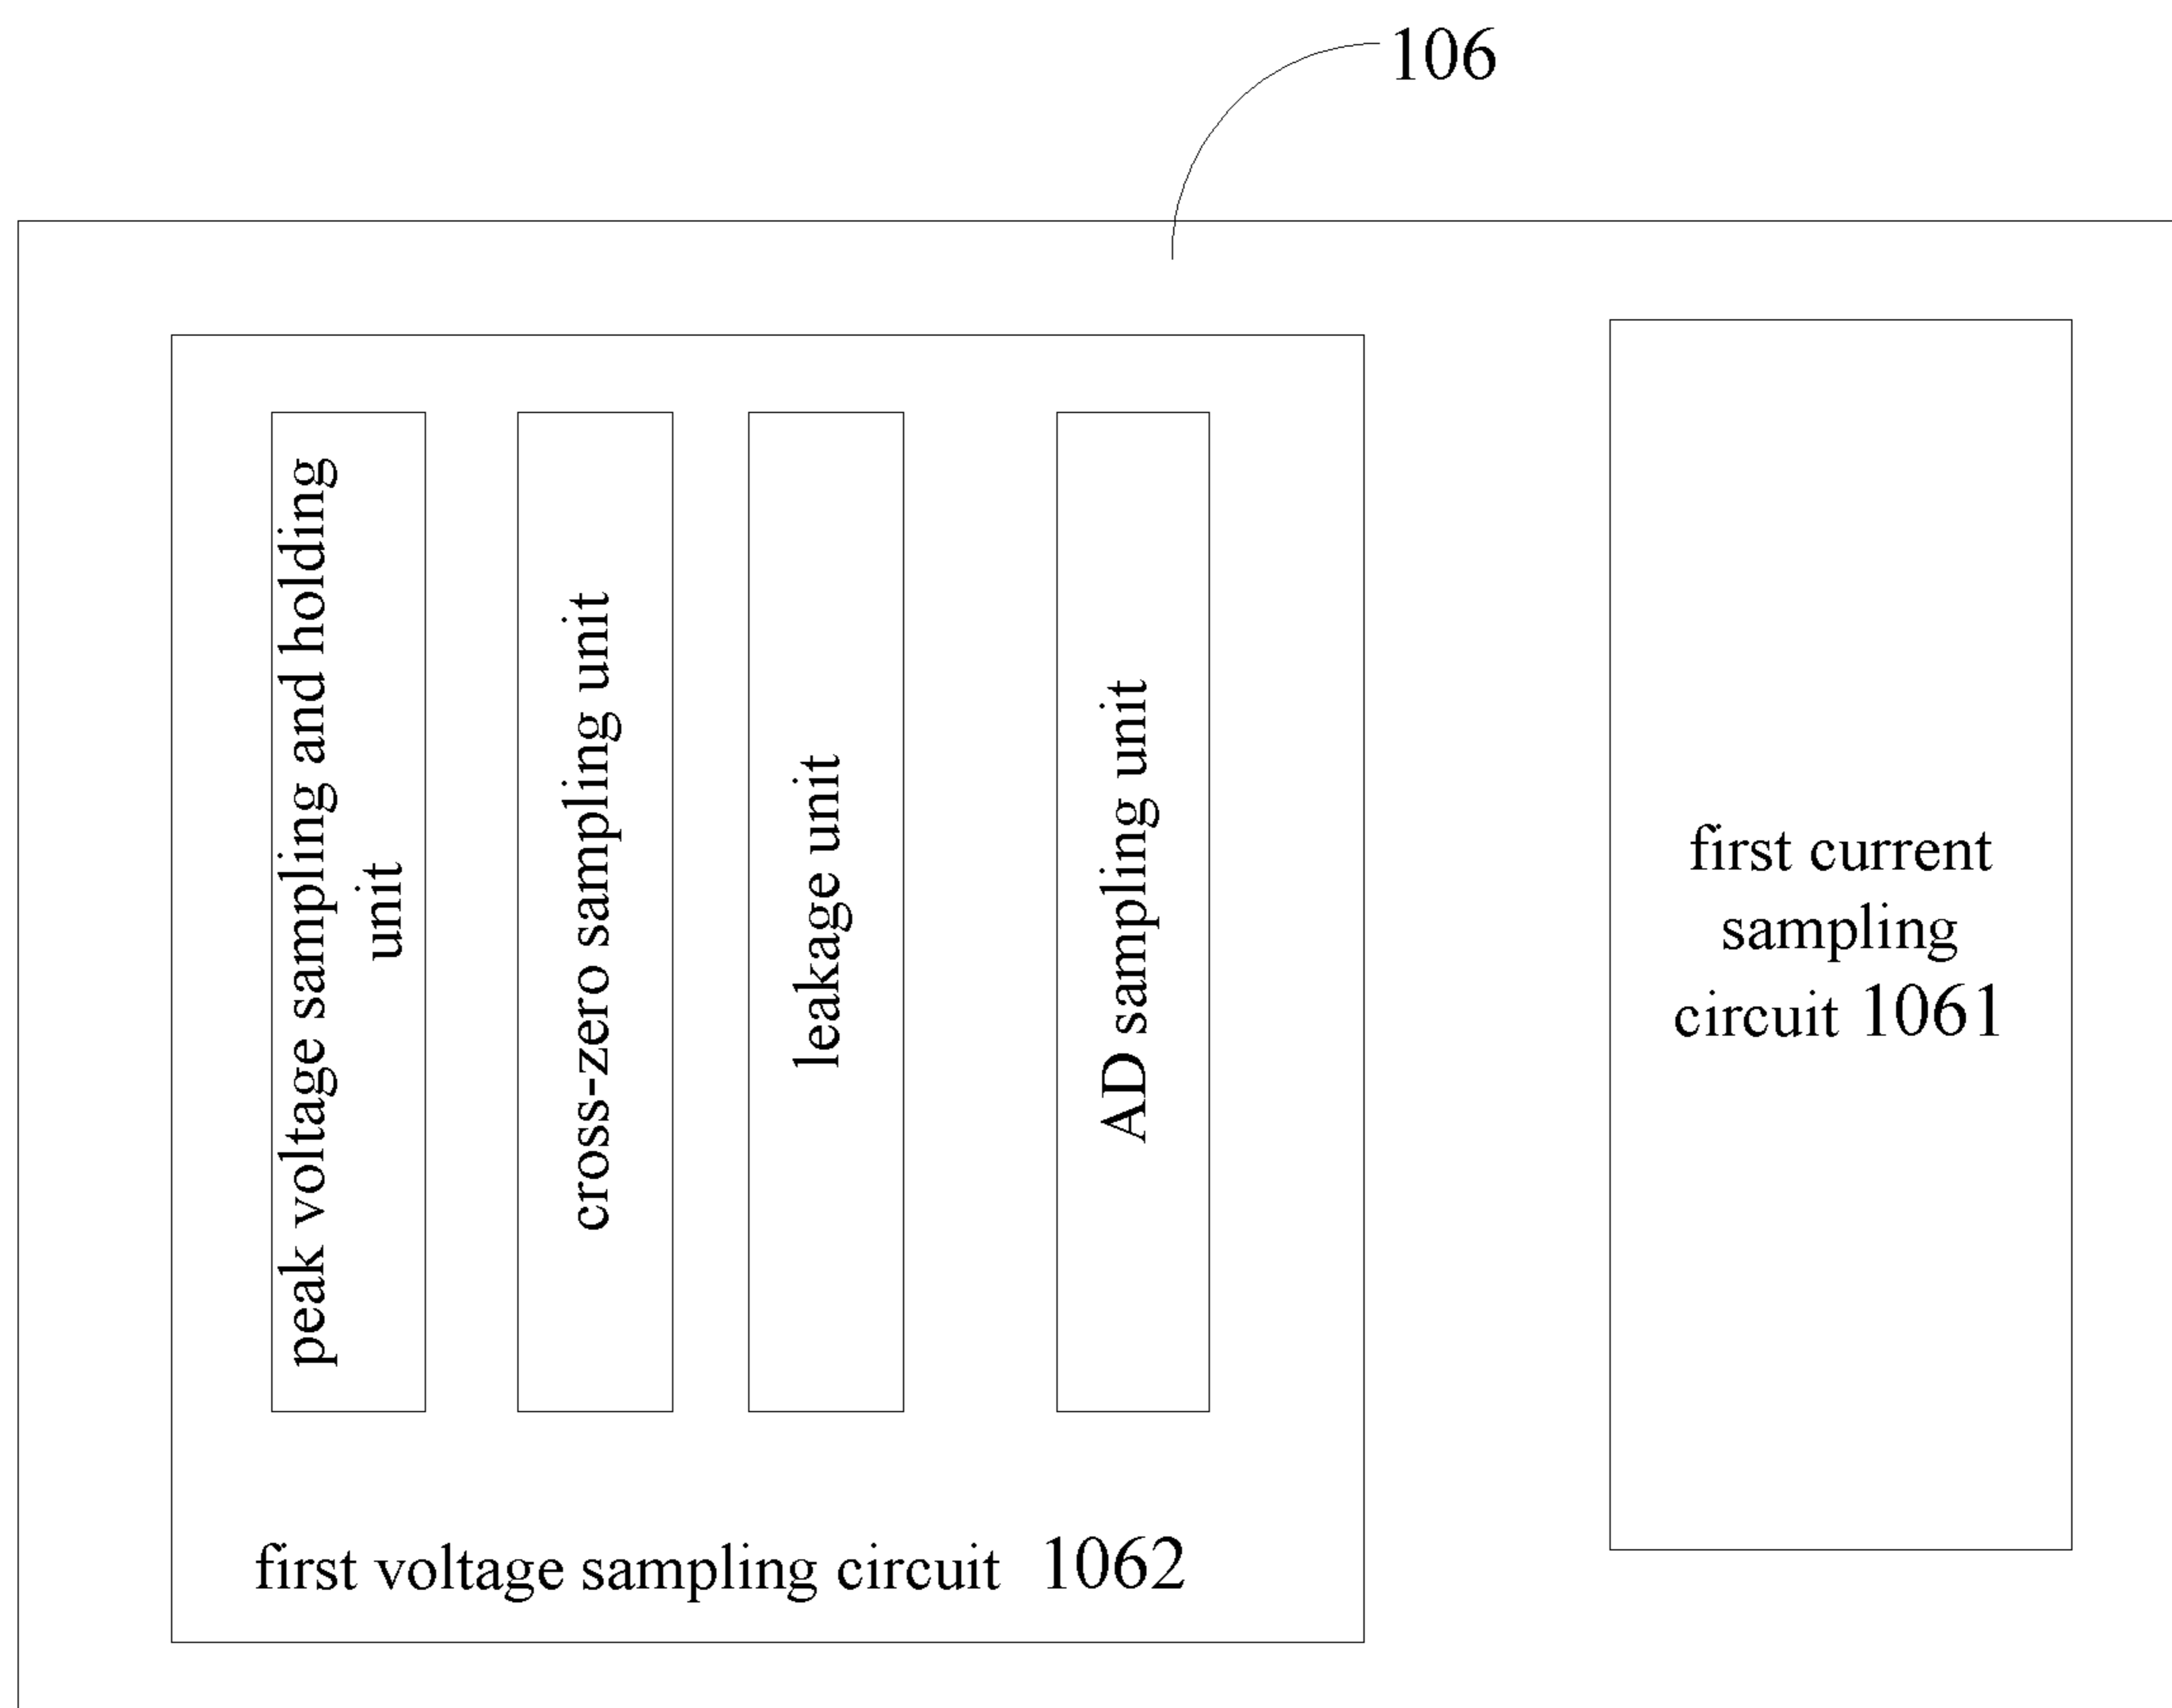 106
peak voltage sampling and holding
unit
cross-zero sampling unit
leakage unit
AD sampling unit
first current
sampling
circuit 1061
first voltage sampling circuit 1062